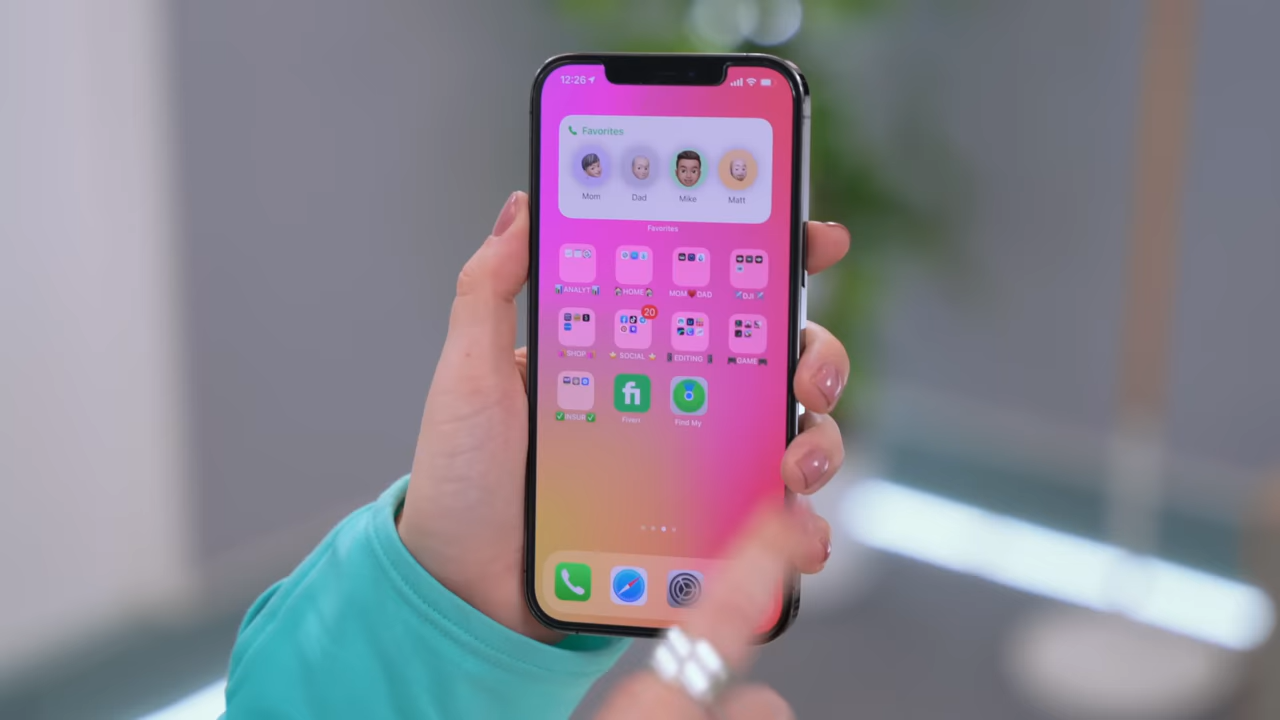 12:26
Favorites
Mom Dad Mike Matt
Favorites
ANALYT HOME MOM❤️DAD DJI
20
SHOP SOCIAL EDITING GAME
INSUR fi Fiverr Find My